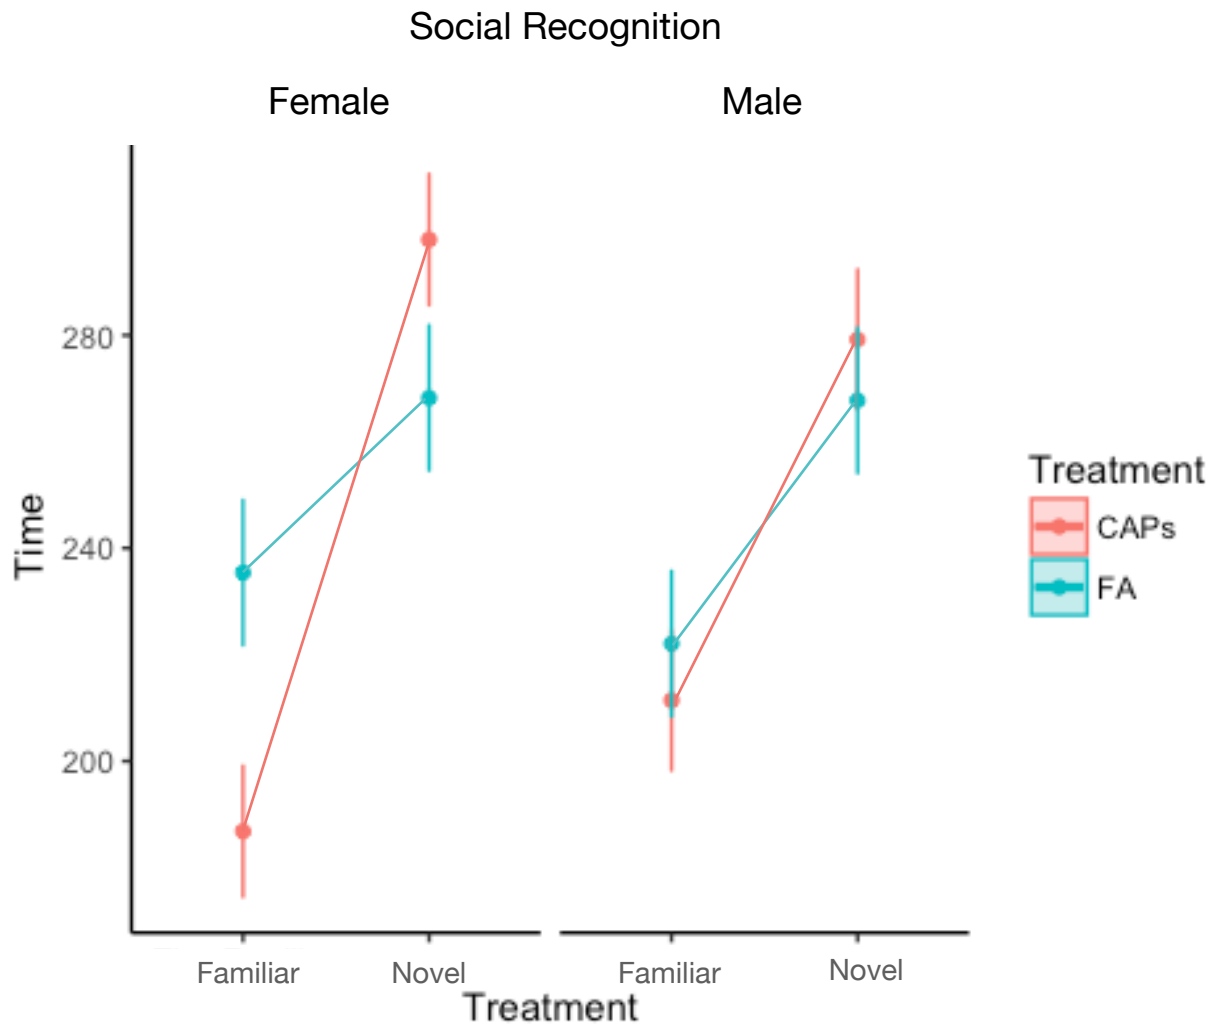 Social Recognition
Female
Male
Time
280
240
200
Familiar
Novel
Familiar
Novel
Treatment
Treatment
CAPs
FA